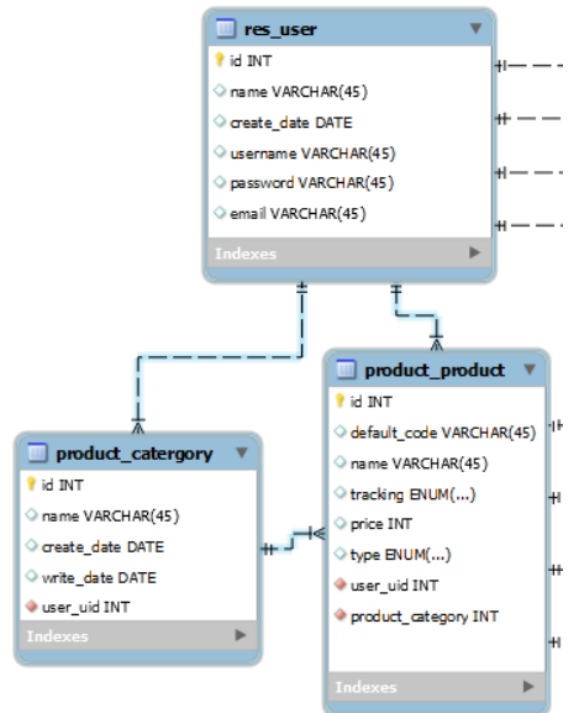 res_user
id INT
name VARCHAR(45)
create_date DATE
username VARCHAR(45)
password VARCHAR(45)
email VARCHAR(45)
Indexes
product_catergory
id INT
name VARCHAR(45)
create_date DATE
write_date DATE
user_uid INT
Indexes
product_product
id INT
default_code VARCHAR(45)
name VARCHAR(45)
tracking ENUM(...)
price INT
type ENUM(...)
user_uid INT
product_category INT
Indexes